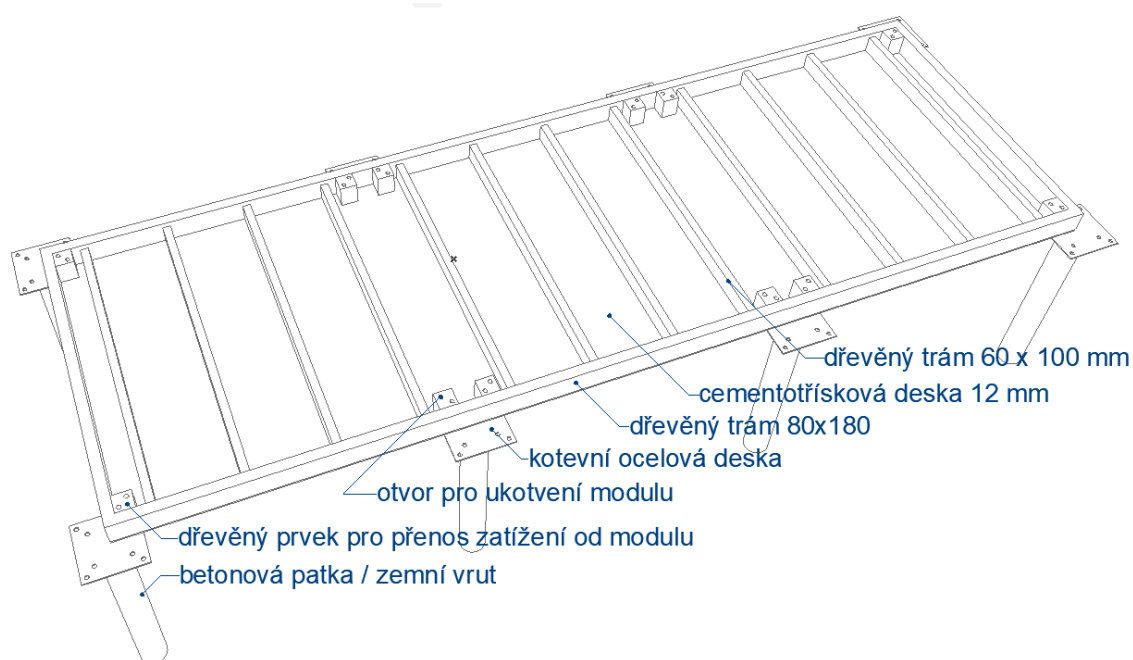 dřevěný trám 60 x 100 mm
cementotřísková deska 12 mm
dřevěný trám 80x180
kotevní ocelová deska
otvor pro ukotvení modulu
dřevěný prvek pro přenos zatížení od modulu
betonová patka / zemní vrut